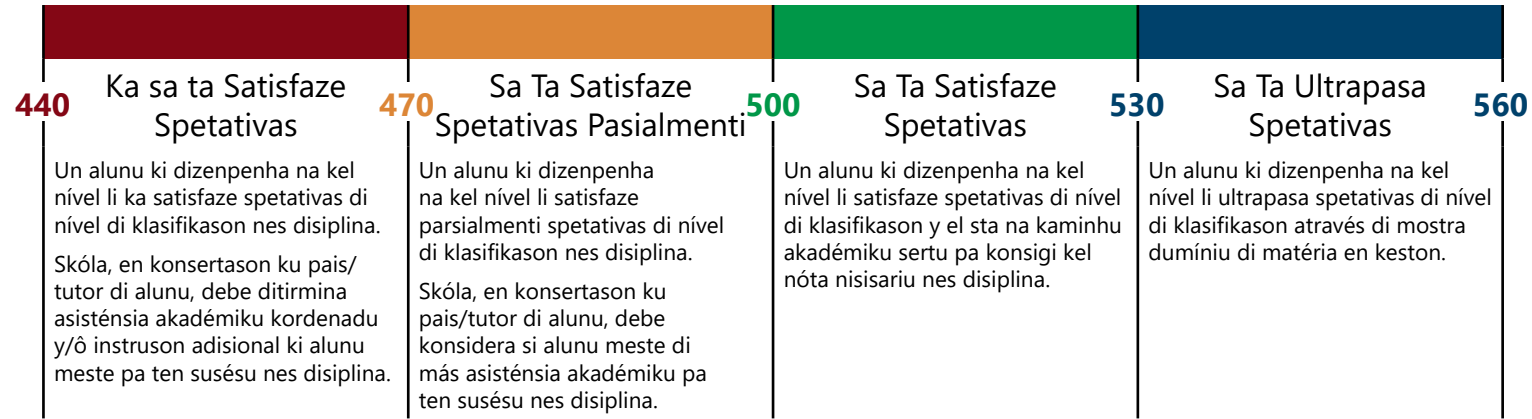 440
Ka sa ta Satisfaze
Spetativas
470
Sa Ta Satisfaze
Spetativas Pasialmenti
500
Sa Ta Satisfaze
Spetativas
530
Sa Ta Ultrapasa
Spetativas
560
Un alunu ki dizenpenha na kel
nível li ka satisfaze spetativas di
nível di klasifikason nes disiplina.
Skóla, en konsertason ku pais/
tutor di alunu, debe ditirmina
asisténsia akadémiku kordenadu
y/ô instruson adisional ki alunu
meste pa ten susésu nes disiplina.
Un alunu ki dizenpenha
na kel nível li satisfaze
parsialmenti spetativas di nível
di klasifikason nes disiplina.
Skóla, en konsertason ku
pais/tutor di alunu, debe
konsidera si alunu meste di
más asisténsia akadémiku pa
ten susésu nes disiplina.
Un alunu ki dizenpenha na kel
nível li satisfaze spetativas di nível
di klasifikason y el sta na kaminhu
akadémiku sertu pa konsigi kel
nóta nisisariu nes disiplina.
Un alunu ki dizenpenha na kel
nível li ultrapasa spetativas di nível
di klasifikason através di mostra
dumíniu di matéria en keston.